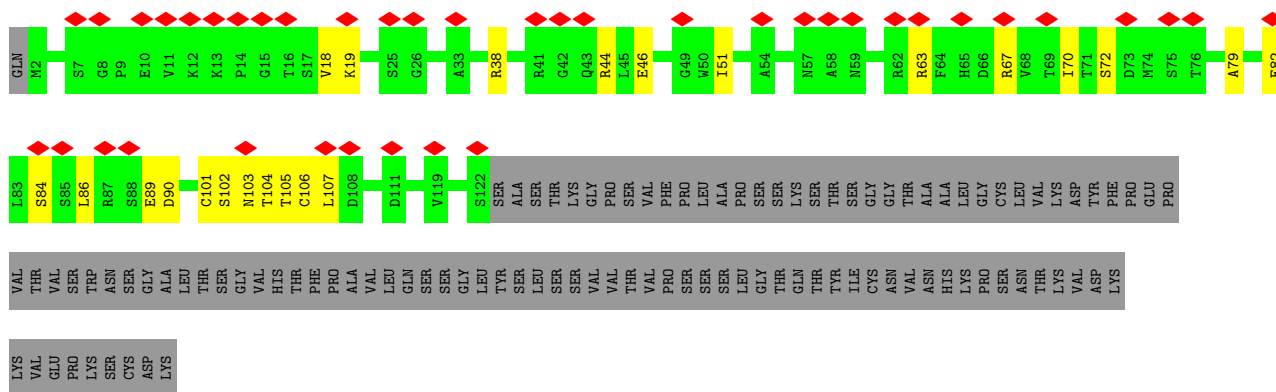 GLN M2 S7 G8 P9 E10 V11 K12 K13 P14 G15 T16 S17 V18 K19 S25 G26 A33 R38 R41 G42 Q43 R44 L45 E46 G49 W50 I51 A54 N57 A58 N59 R62 R63 F64 H65 D66 R67 V68 T69 I70 T71 S72 D73 M74 S75 T76 A79
L83 S84 S85 L86 R87 S88 E89 D90 C101 S102 N103 T104 T105 C106 L107 D108 D111 V119 S122 SER ALA SER THR LYS GLY PRO SER VAL PHE PRO LEU ALA PRO SER SER LYS SER THR SER GLY GLY THR ALA ALA LEU GLY CYS LEU VAL LYS ASP TYR PHE PRO GLU PRO
VAL THR VAL SER TRP ASN SER GLY ALA LEU THR SER GLY VAL HIS THR PHE PRO ALA VAL LEU GLN SER SER GLY LEU TYR SER LEU SER SER VAL VAL THR VAL PRO SER SER SER LEU GLY THR GLN THR TYR ILE CYS ASN VAL ASN HIS LYS PRO SER ASN THR LYS VAL ASP LYS
LYS VAL GLU PRO LYS SER CYS ASP LYS